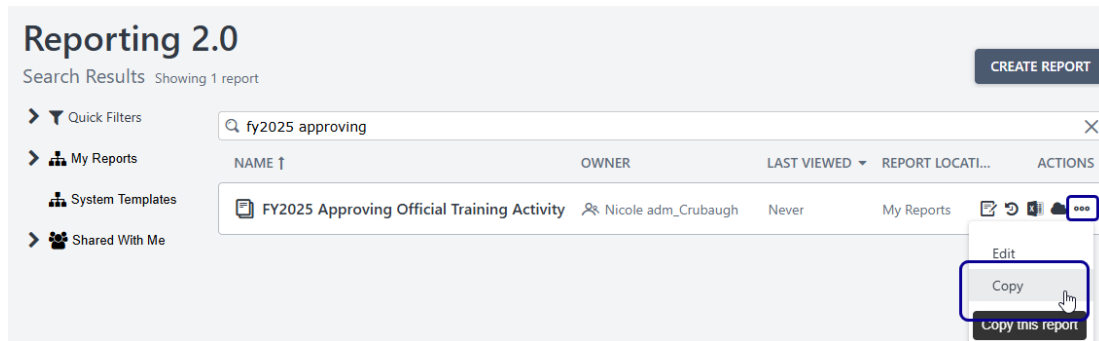 Reporting 2.0
Search Results Showing 1 report
CREATE REPORT
Quick Filters
My Reports
System Templates
Shared With Me
fy2025 approving
NAME ↑ OWNER LAST VIEWED REPORT LOCATI... ACTIONS
FY2025 Approving Official Training Activity Nicole adm_Crubaugh Never My Reports
Edit
Copy
Copy this report